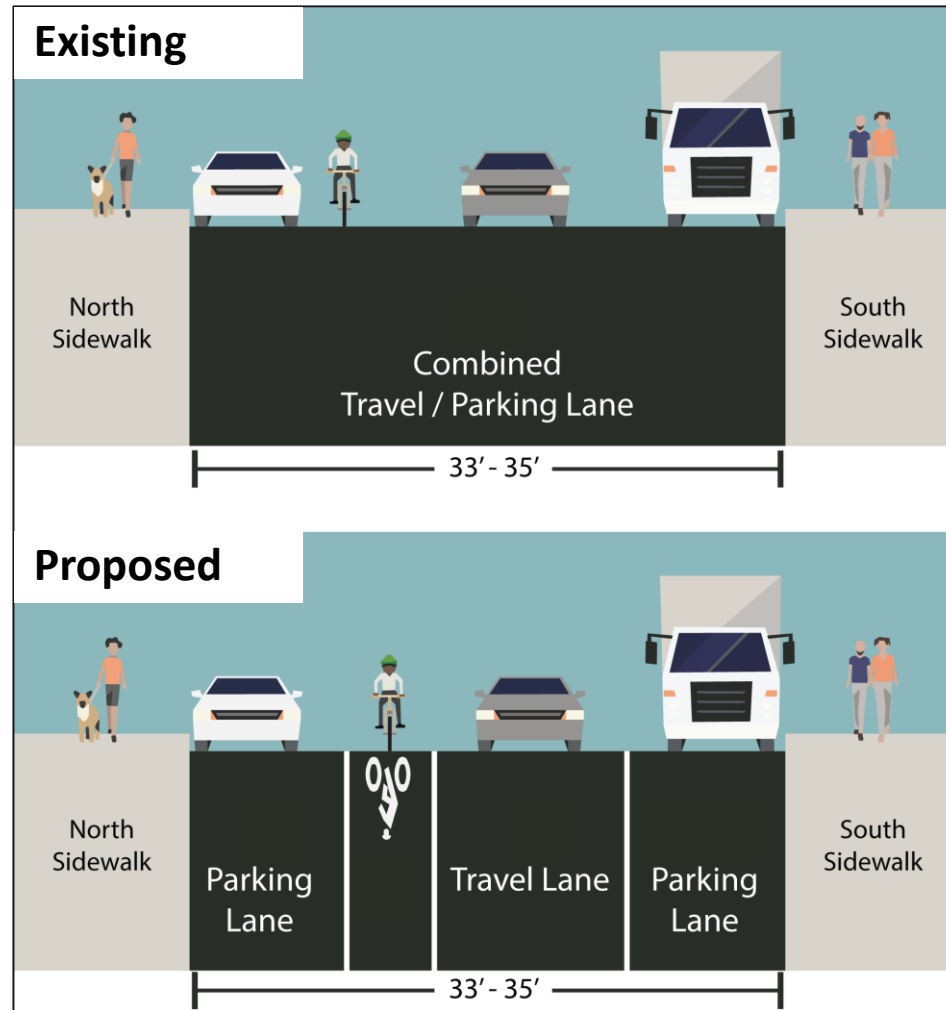 Existing
North
Sidewalk
Combined
Travel / Parking Lane
South
Sidewalk
33' - 35'
Proposed
North
Sidewalk
Parking
Lane
Travel Lane
Parking
Lane
South
Sidewalk
33' - 35'